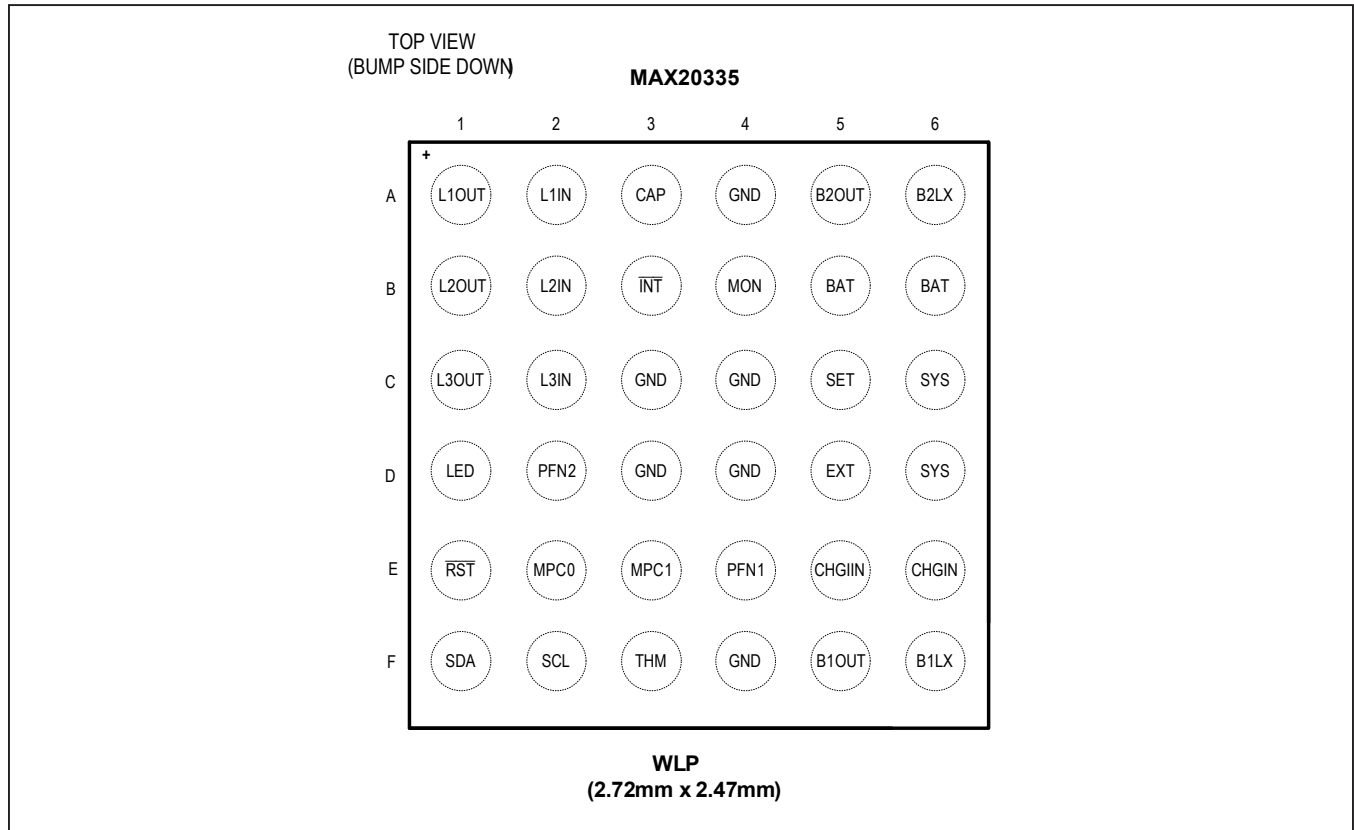 TOP VIEW
(BUMP SIDE DOWN)
MAX20335
1 2 3 4 5 6
+
A L1OUT L1IN CAP GND B2OUT B2LX
B L2OUT L2IN INT MON BAT BAT
C L3OUT L3IN GND GND SET SYS
D LED PFN2 GND GND EXT SYS
E RST MPC0 MPC1 PFN1 CHGIIN CHGIN
F SDA SCL THM GND B1OUT B1LX
WLP
(2.72mm x 2.47mm)